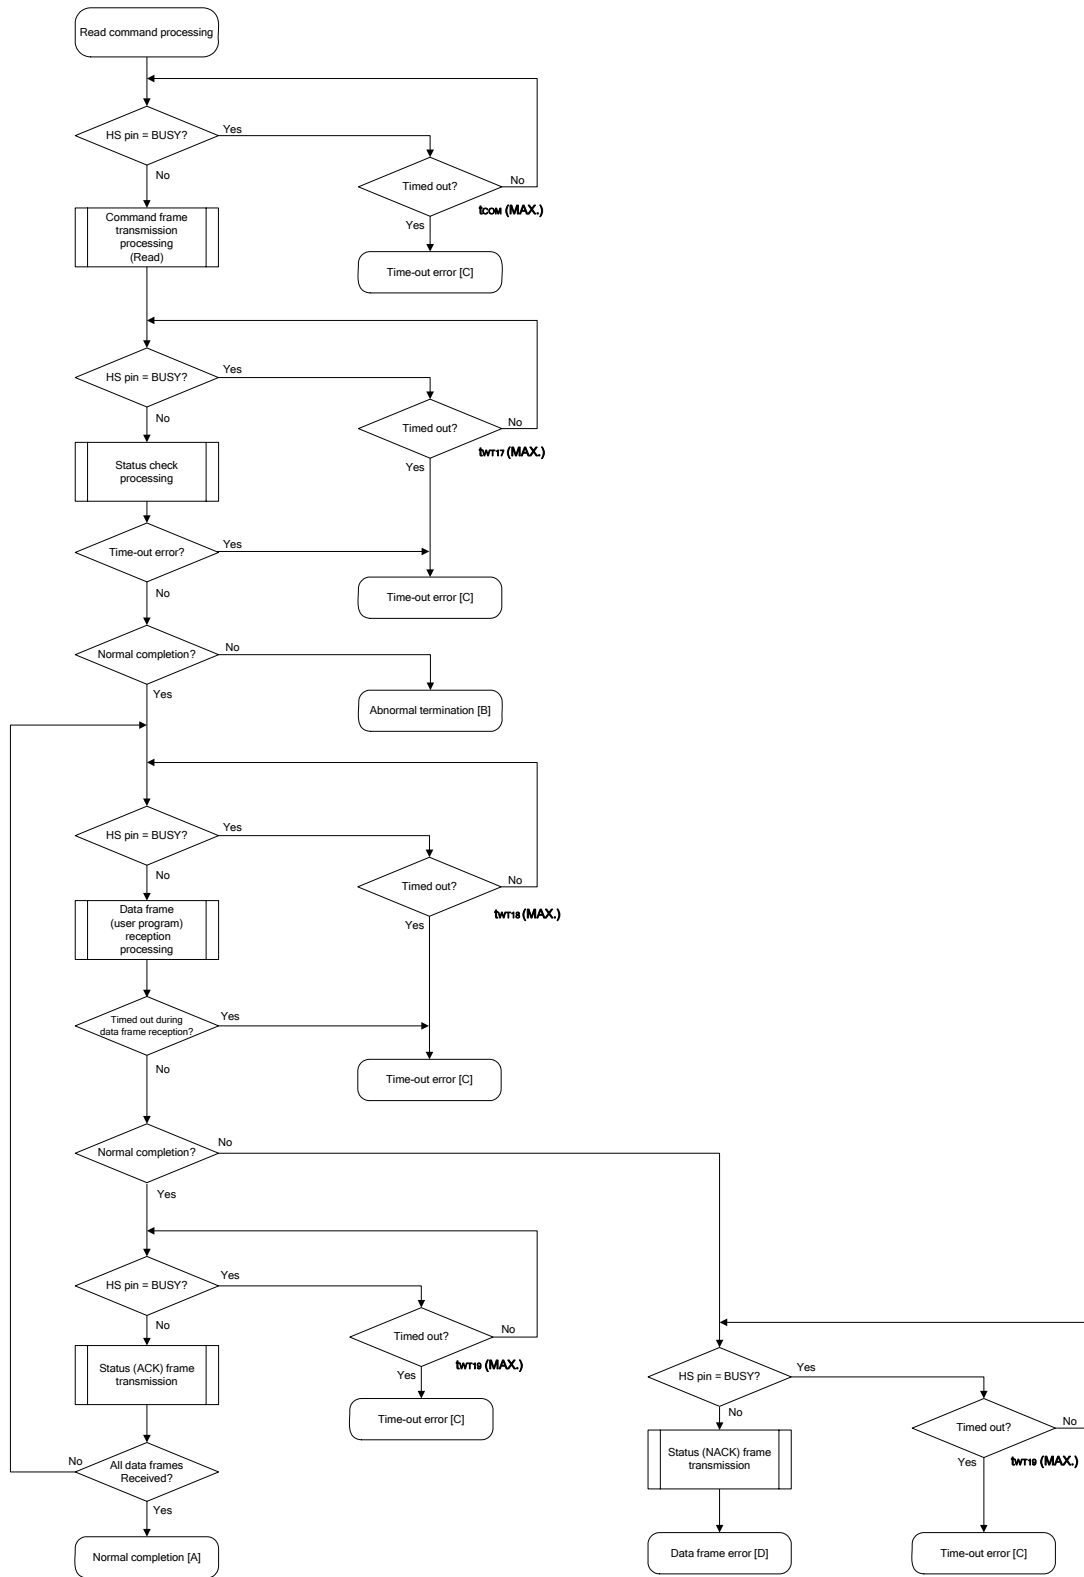 Read command processing
HS pin = BUSY?
Yes
No
Timed out?
No
tCOM (MAX.)
Yes
Command frame
transmission
processing
(Read)
Time-out error [C]
HS pin = BUSY?
Yes
No
Timed out?
No
tWT17 (MAX.)
Yes
Status check
processing
Time-out error?
Yes
No
Time-out error [C]
Normal completion?
No
Yes
Abnormal termination [B]
HS pin = BUSY?
Yes
No
Timed out?
No
tWT18 (MAX.)
Yes
Data frame
(user program)
reception
processing
Timed out during
data frame reception?
Yes
No
Time-out error [C]
Normal completion?
No
Yes
HS pin = BUSY?
Yes
No
Timed out?
No
tWT19 (MAX.)
Yes
Status (ACK) frame
transmission
Time-out error [C]
HS pin = BUSY?
Yes
No
Timed out?
No
tWT19 (MAX.)
Yes
Status (NACK) frame
transmission
All data frames
Received?
No
Yes
Normal completion [A]
Data frame error [D]
Time-out error [C]